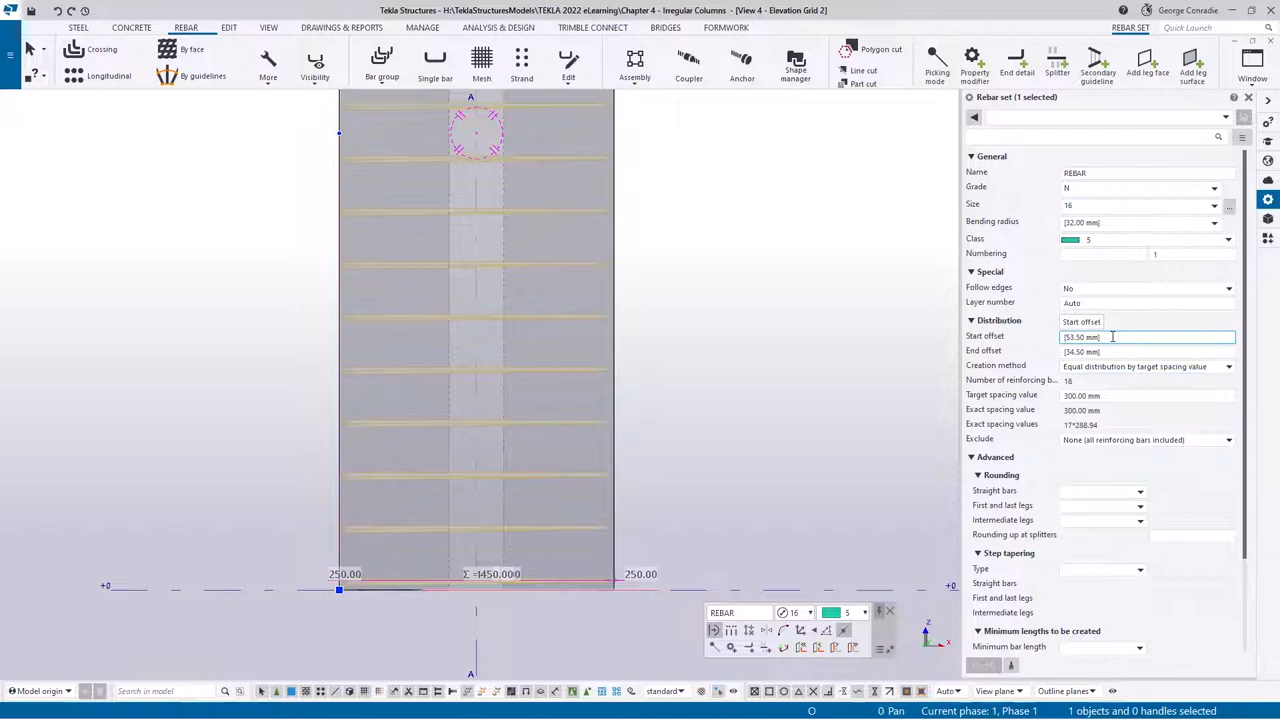 Tekla Structures - H:\TeklaStructuresModels\TEKLA 2022 eLearning\Chapter 4 - Irregular Columns - [View 4 - Elevation Grid 2]
George Conradie
STEEL CONCRETE REBAR EDIT VIEW DRAWINGS & REPORTS MANAGE ANALYSIS & DESIGN TRIMBLE CONNECT BRIDGES FORMWORK REBAR SET Quick Launch
Crossing
Longitudinal
By face
By guidelines
More
Visibility
Bar group
Single bar
Mesh
Strand
Edit
Assembly
Coupler
Anchor
Shape manager
Polygon cut
Line cut
Part cut
Picking mode
Property modifier
End detail
Splitter
Secondary guideline
Add leg face
Add leg surface
Window
Rebar set (1 selected)
General
Name REBAR
Grade N
Size 16 ...
Bending radius [32.00 mm]
Class 5
Numbering 1
Special
Follow edges No
Layer number Auto
Distribution Start offset
Start offset [53.50 mm]
End offset [34.50 mm]
Creation method Equal distribution by target spacing value
Number of reinforcing b... 18
Target spacing value 300.00 mm
Exact spacing value 300.00 mm
Exact spacing values 17*288.94
Exclude None (all reinforcing bars included)
Advanced
Rounding
Straight bars
First and last legs
Intermediate legs
Rounding up at splitters
Step tapering
Type
Straight bars
First and last legs
Intermediate legs
Minimum lengths to be created
Minimum bar length
Modify
A
250.00 Σ =1450.000 250.00
+0 +0
A
REBAR 16 5
z
x
Model origin Search in model standard Auto View plane Outline planes
O 0 Pan Current phase: 1, Phase 1 1 objects and 0 handles selected